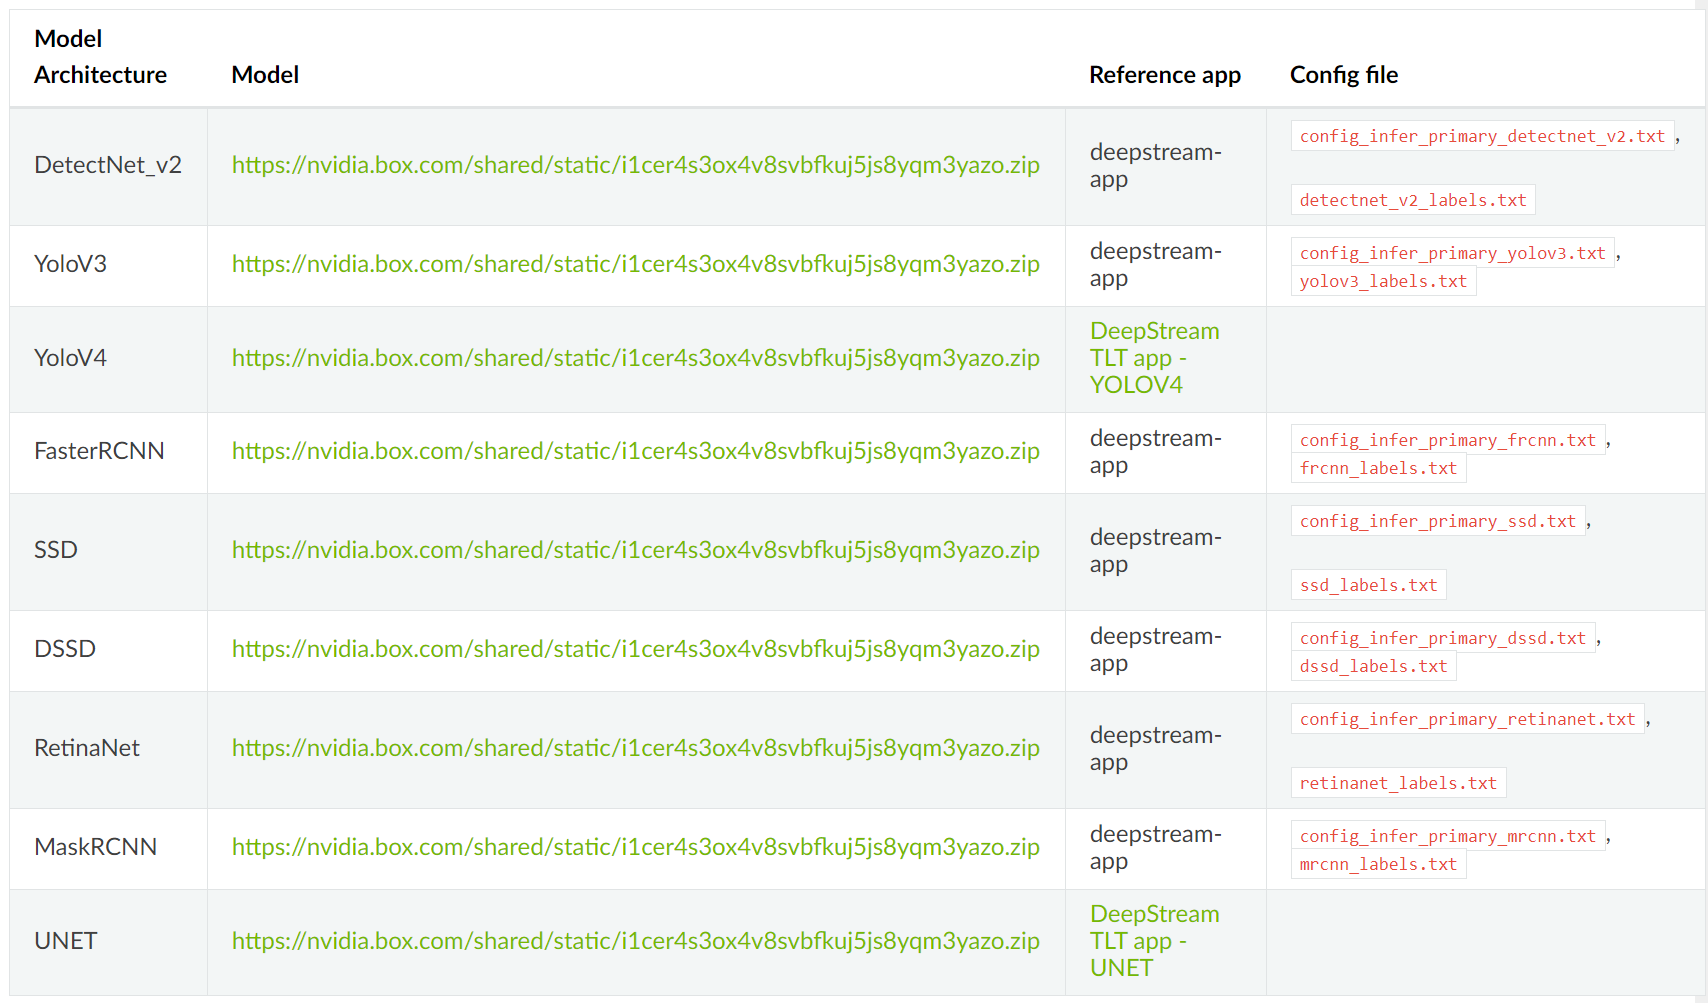 Model
Architecture
Model
Reference app
Config file
DetectNet_v2
https://nvidia.box.com/shared/static/i1cer4s3ox4v8svbfkuj5js8yqm3yazo.zip
deepstream-
app
config_infer_primary_detectnet_v2.txt,
detectnet_v2_labels.txt
YoloV3
https://nvidia.box.com/shared/static/i1cer4s3ox4v8svbfkuj5js8yqm3yazo.zip
deepstream-
app
config_infer_primary_yolov3.txt,
yolov3_labels.txt
YoloV4
https://nvidia.box.com/shared/static/i1cer4s3ox4v8svbfkuj5js8yqm3yazo.zip
DeepStream
TLT app -
YOLOV4
FasterRCNN
https://nvidia.box.com/shared/static/i1cer4s3ox4v8svbfkuj5js8yqm3yazo.zip
deepstream-
app
config_infer_primary_frcnn.txt,
frcnn_labels.txt
SSD
https://nvidia.box.com/shared/static/i1cer4s3ox4v8svbfkuj5js8yqm3yazo.zip
deepstream-
app
config_infer_primary_ssd.txt,
ssd_labels.txt
DSSD
https://nvidia.box.com/shared/static/i1cer4s3ox4v8svbfkuj5js8yqm3yazo.zip
deepstream-
app
config_infer_primary_dssd.txt,
dssd_labels.txt
RetinaNet
https://nvidia.box.com/shared/static/i1cer4s3ox4v8svbfkuj5js8yqm3yazo.zip
deepstream-
app
config_infer_primary_retinanet.txt,
retinanet_labels.txt
MaskRCNN
https://nvidia.box.com/shared/static/i1cer4s3ox4v8svbfkuj5js8yqm3yazo.zip
deepstream-
app
config_infer_primary_mrcnn.txt,
mrcnn_labels.txt
UNET
https://nvidia.box.com/shared/static/i1cer4s3ox4v8svbfkuj5js8yqm3yazo.zip
DeepStream
TLT app -
UNET